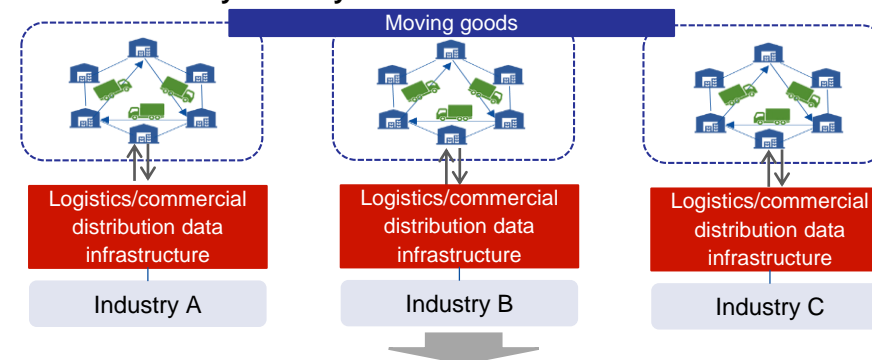 Moving goods
Logistics/commercial
distribution data
infrastructure
Logistics/commercial
distribution data
infrastructure
Logistics/commercial
distribution data
infrastructure
Industry A
Industry B
Industry C